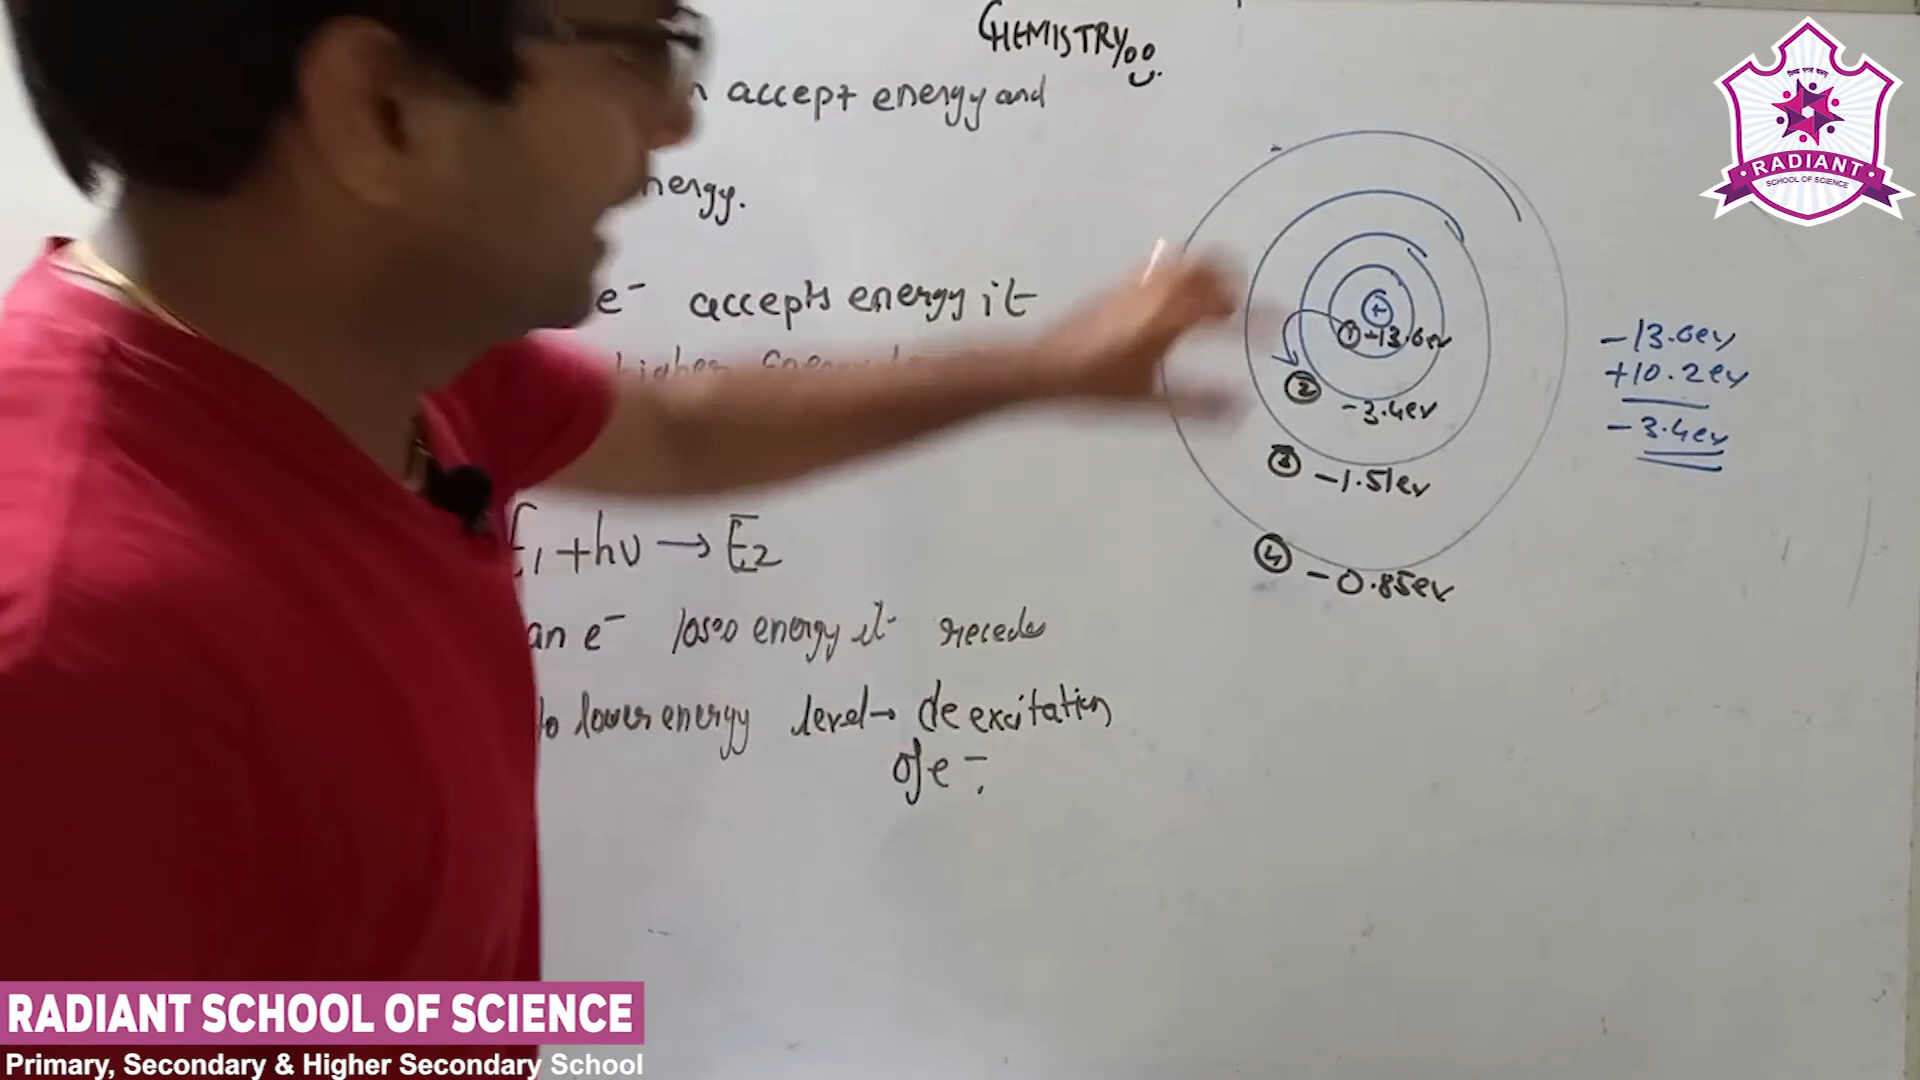 CHEMISTRY
accept energy and
nergy.
e⁻ accepts energy it
higher
E₁ + hν → E₂
an e⁻ loses energy it recede
to lower energy level → de excitation
of e⁻
+
① -13.6ev
② -3.4ev
③ -1.51ev
④ -0.85ev
-13.6ev
+10.2ev
-3.4ev
RADIANT
SCHOOL OF SCIENCE
RADIANT SCHOOL OF SCIENCE
Primary, Secondary & Higher Secondary School